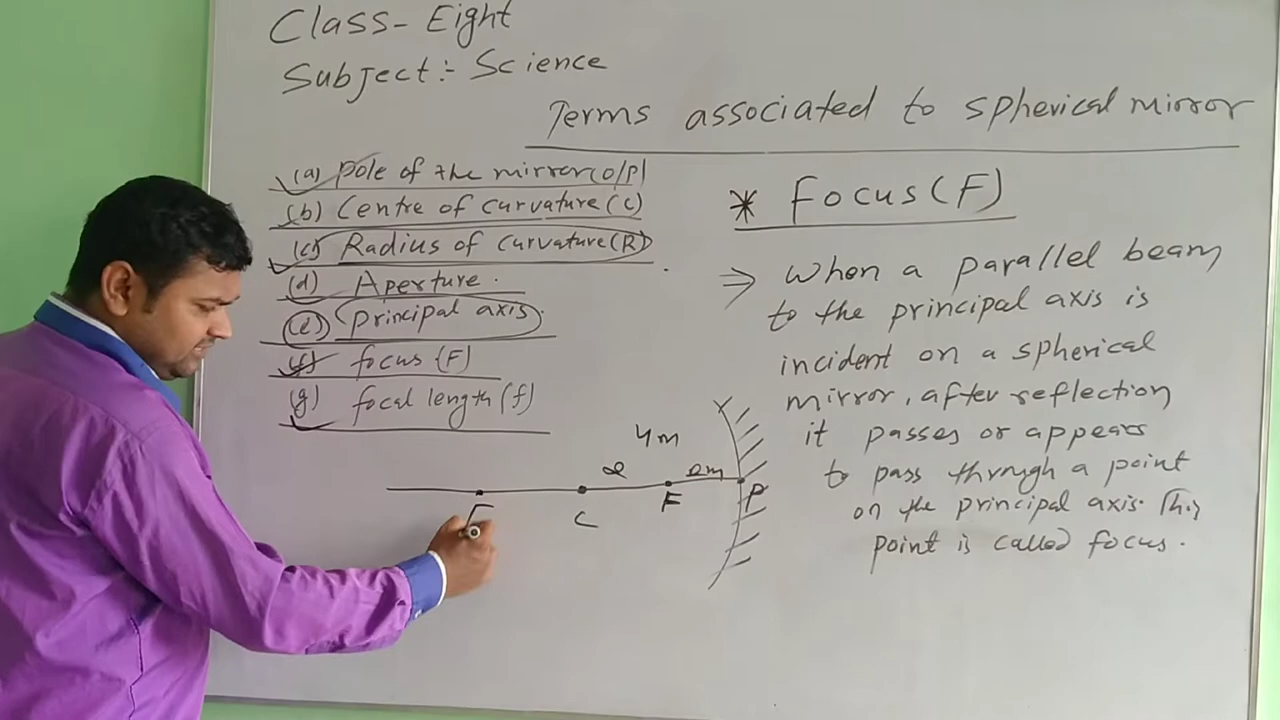 Class- Eight
Subject:- Science
Terms associated to spherical mirror
(a) Pole of the mirror(O/P)
(b) Centre of curvature(C)
(c) Radius of curvature(R)
(d) Aperture.
(e) Principal axis.
(f) focus (F)
(g) focal length(f)
* Focus(F)
⇒ When a parallel beam
to the principal axis is
incident on a spherical
mirror, after reflection
it passes or appears
to pass through a point
on the principal axis. This
point is called focus.
4m
2 2m
C F P